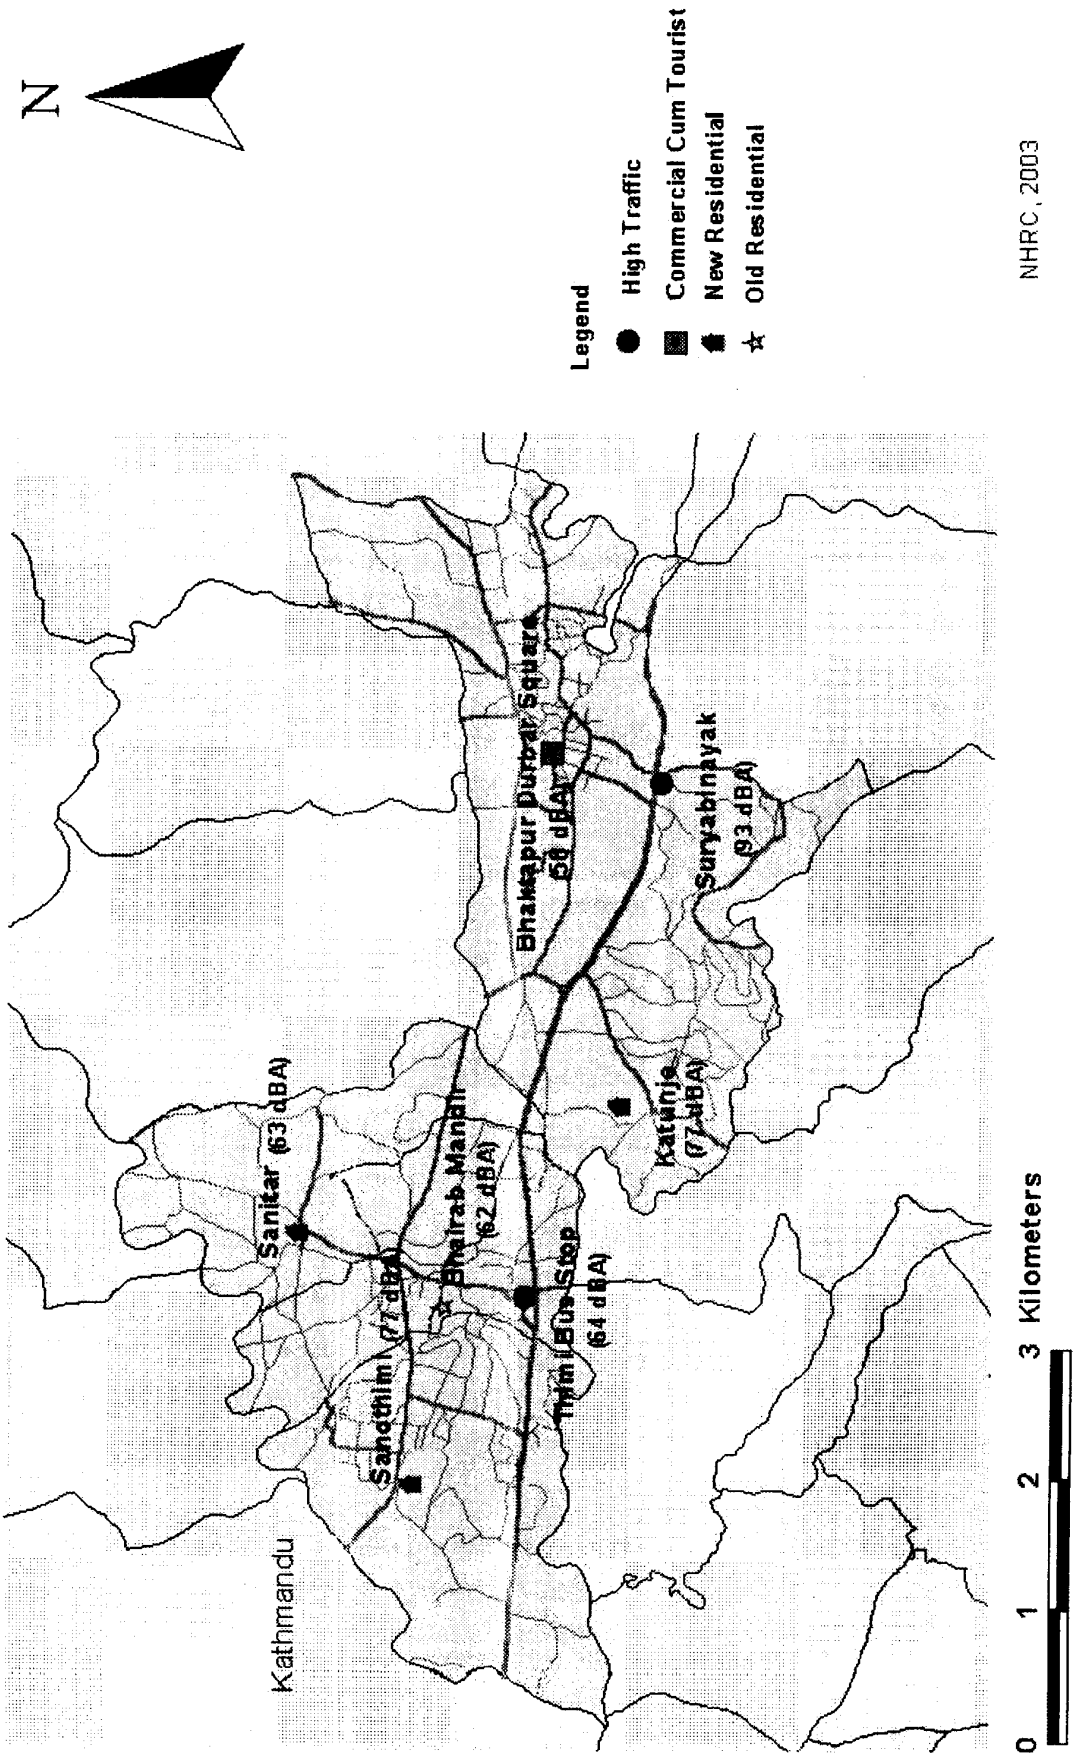 N
Kathmandu
Sanitar (63 dBA)
Sandthimi (77 dBA)
Bhairab Mandir
(62 dBA)
Thimi Bus Stop
(64 dBA)
Bhaktapur Durbar Square
Katunje
(77 dBA)
Suryabinayak
(93 dBA)
Legend
High Traffic
Commercial Cum Tourist
New Residential
Old Residential
0 1 2 3 Kilometers
NHRC, 2003